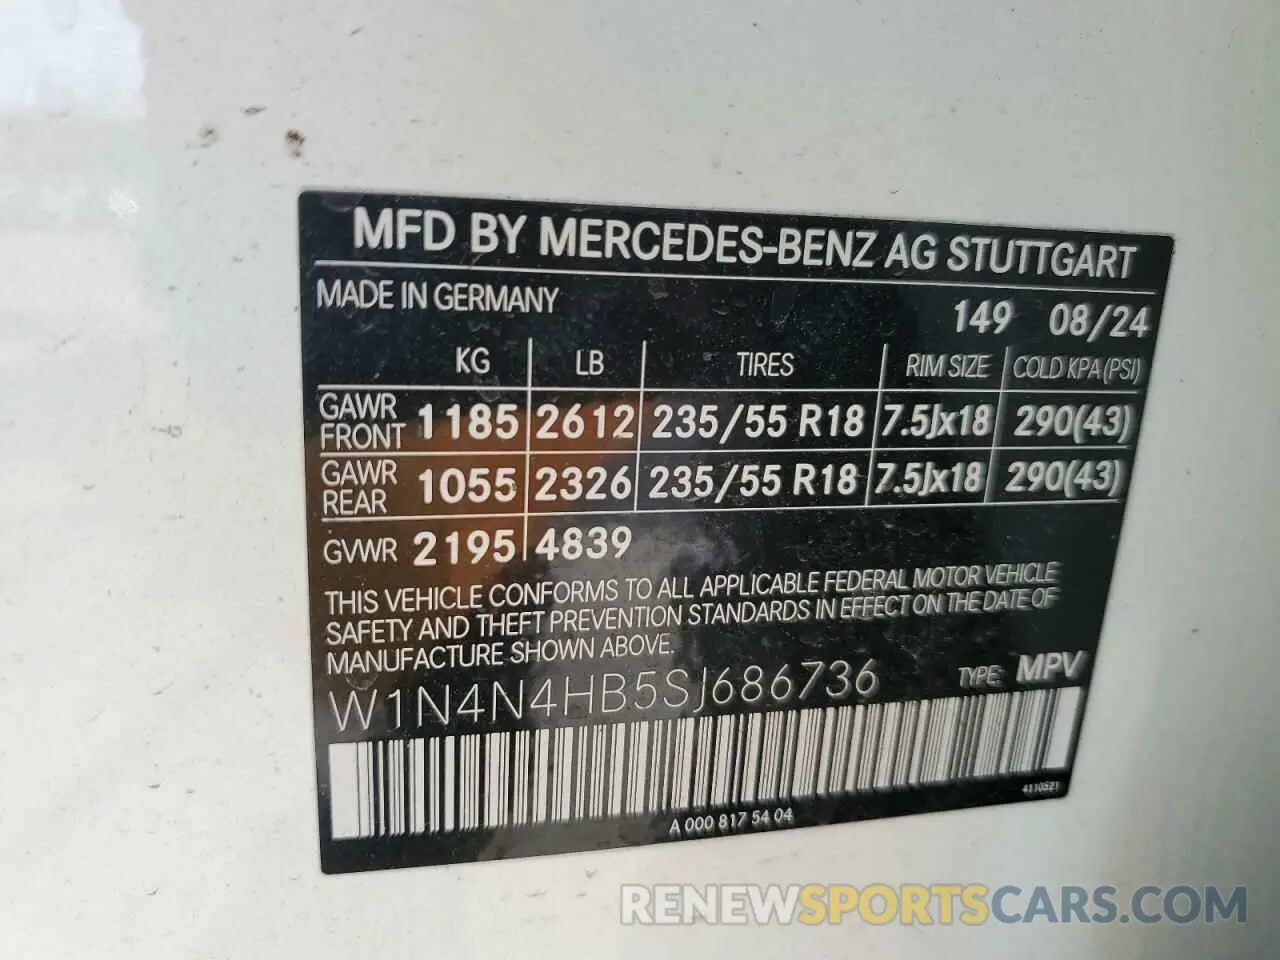 MFD BY MERCEDES-BENZ AG STUTTGART
MADE IN GERMANY
149 08/24
KG LB TIRES RIM SIZE COLD KPA (PSI)
GAWR FRONT 1185 2612 235/55 R18 7.5Jx18 290(43)
GAWR REAR 1055 2326 235/55 R18 7.5Jx18 290(43)
GVWR 2195 4839
THIS VEHICLE CONFORMS TO ALL APPLICABLE FEDERAL MOTOR VEHICLE
SAFETY AND THEFT PREVENTION STANDARDS IN EFFECT ON THE DATE OF
MANUFACTURE SHOWN ABOVE.
W1N4N4HB5SJ686736 TYPE: MPV
4110521
A 000 817 54 04
RENEWSPORTSCARS.COM